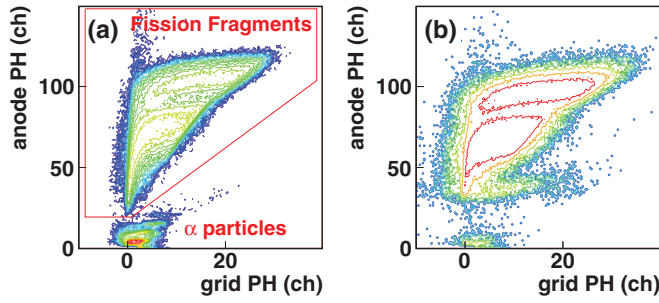 (a) Fission Fragments
(b)
anode PH (ch)
anode PH (ch)
100
50
0
100
50
0
α particles
0 20
0 20
grid PH (ch)
grid PH (ch)